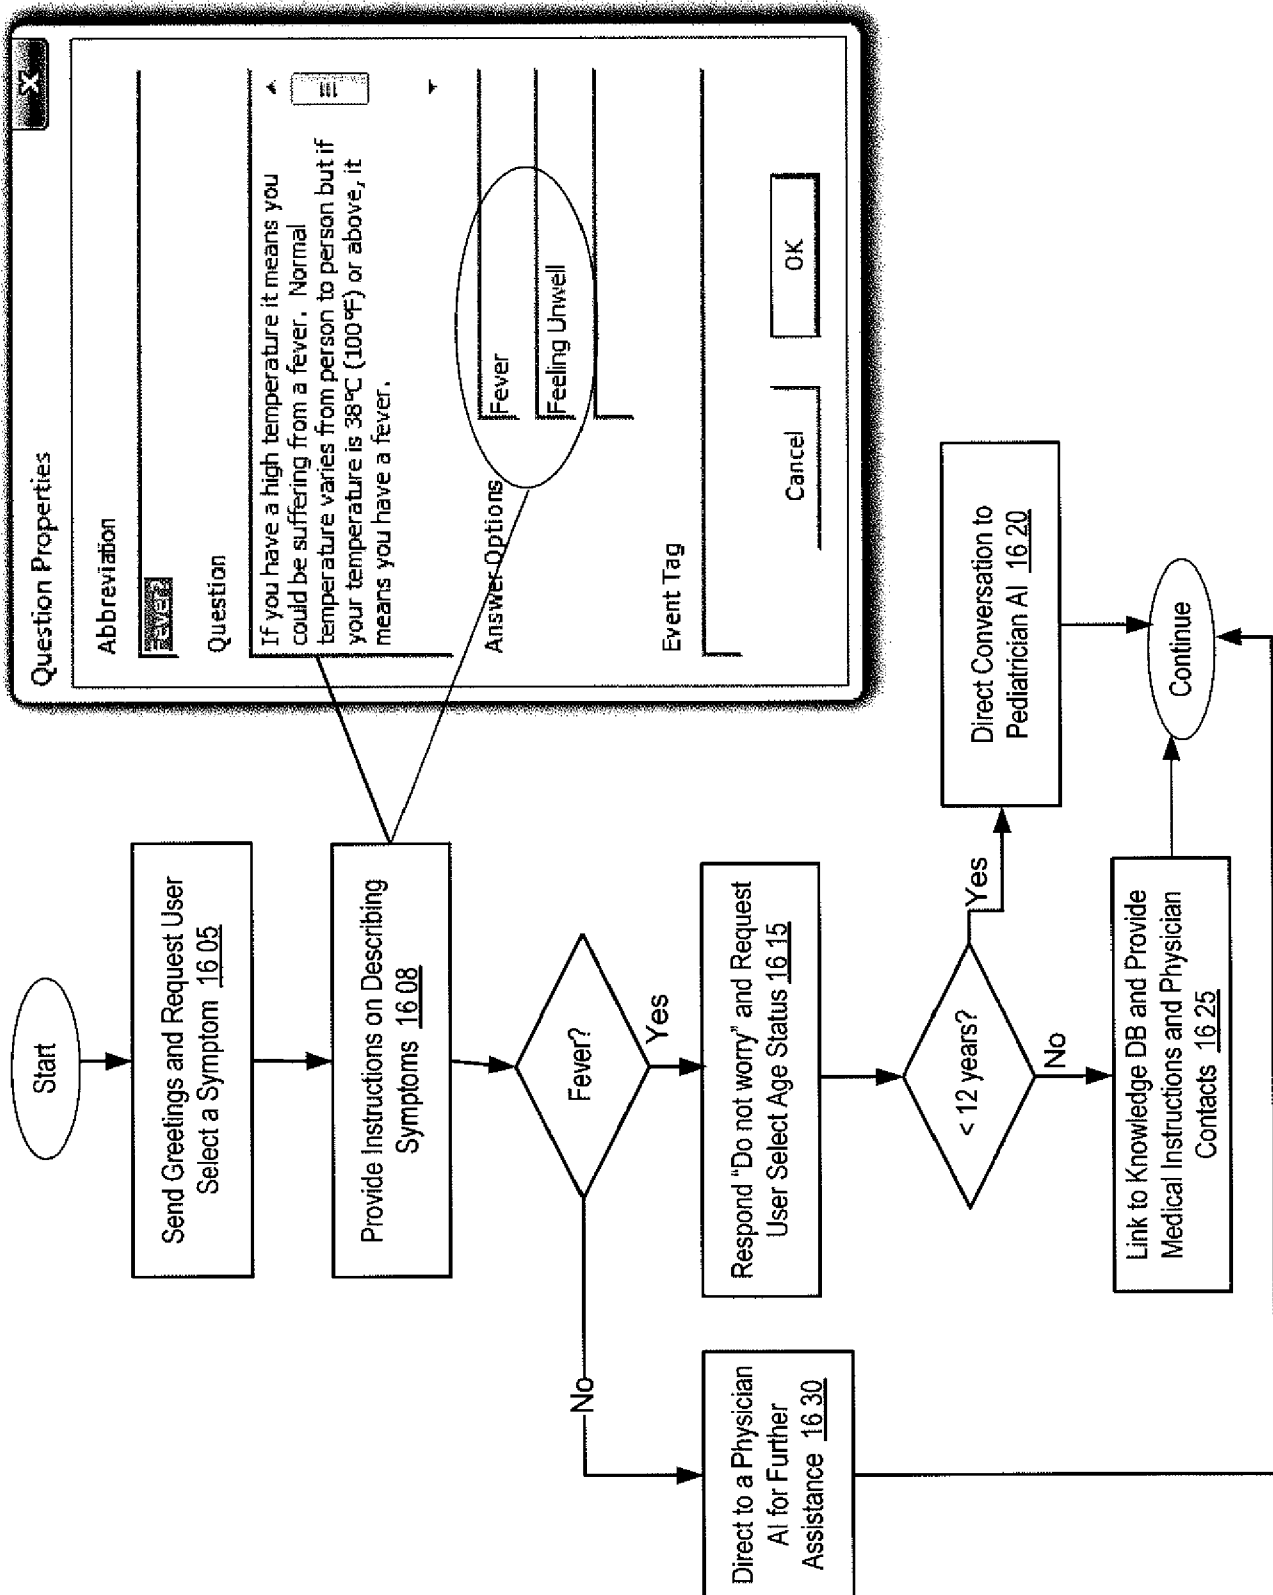 Start
Send Greetings and Request User
Select a Symptom 16 05
Provide Instructions on Describing
Symptoms 16 08
Fever?
No
Yes
Direct to a Physician
AI for Further
Assistance 16 30
Respond "Do not worry" and Request
User Select Age Status 16 15
< 12 years?
Yes
No
Direct Conversation to
Pediatrician AI 16 20
Link to Knowledge DB and Provide
Medical Instructions and Physician
Contacts 16 25
Continue
Question Properties
X
Abbreviation
Fever?
Question
If you have a high temperature it means you
could be suffering from a fever. Normal
temperature varies from person to person but if
your temperature is 38°C (100°F) or above, it
means you have a fever.
Answer Options
Fever
Feeling Unwell
Event Tag
Cancel
OK